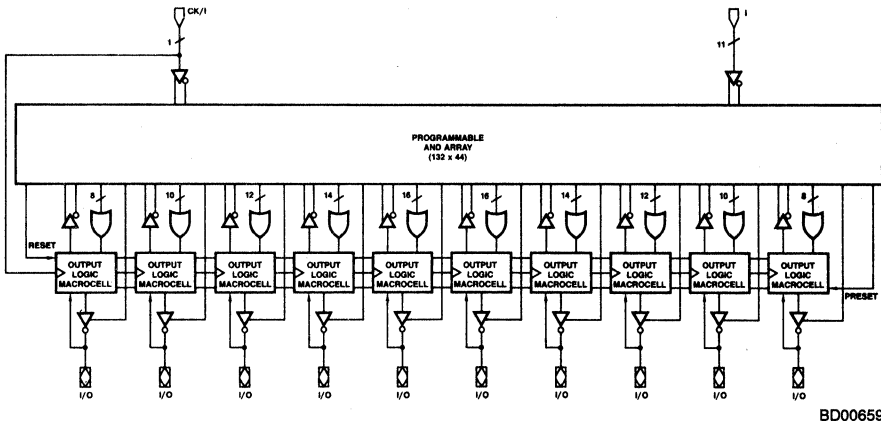 CK/I
I
1
11
PROGRAMMABLE
AND ARRAY
(132 x 44)
8
10
12
14
16
16
14
12
10
8
RESET
OUTPUT
LOGIC
MACROCELL
OUTPUT
LOGIC
MACROCELL
OUTPUT
LOGIC
MACROCELL
OUTPUT
LOGIC
MACROCELL
OUTPUT
LOGIC
MACROCELL
OUTPUT
LOGIC
MACROCELL
OUTPUT
LOGIC
MACROCELL
OUTPUT
LOGIC
MACROCELL
OUTPUT
LOGIC
MACROCELL
OUTPUT
LOGIC
MACROCELL
PRESET
I/O
I/O
I/O
I/O
I/O
I/O
I/O
I/O
I/O
I/O
BD00659